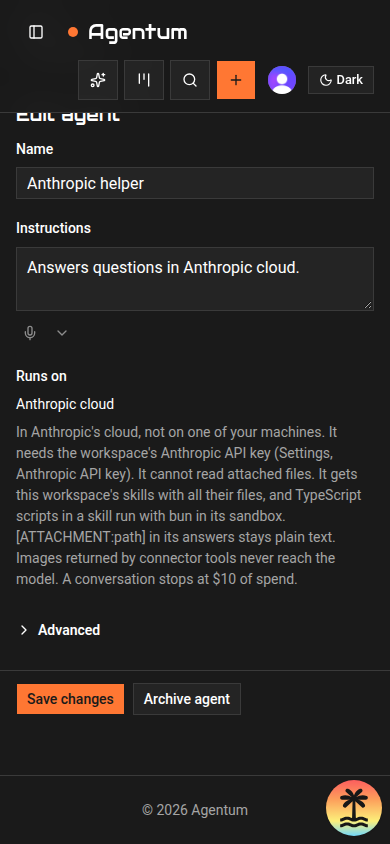 Agentum
Dark
Edit agent
Name
Anthropic helper
Instructions
Answers questions in Anthropic cloud.
Runs on
Anthropic cloud
In Anthropic's cloud, not on one of your machines. It
needs the workspace's Anthropic API key (Settings,
Anthropic API key). It cannot read attached files. It gets
this workspace's skills with all their files, and TypeScript
scripts in a skill run with bun in its sandbox.
[ATTACHMENT:path] in its answers stays plain text.
Images returned by connector tools never reach the
model. A conversation stops at $10 of spend.
Advanced
Save changes
Archive agent
© 2026 Agentum